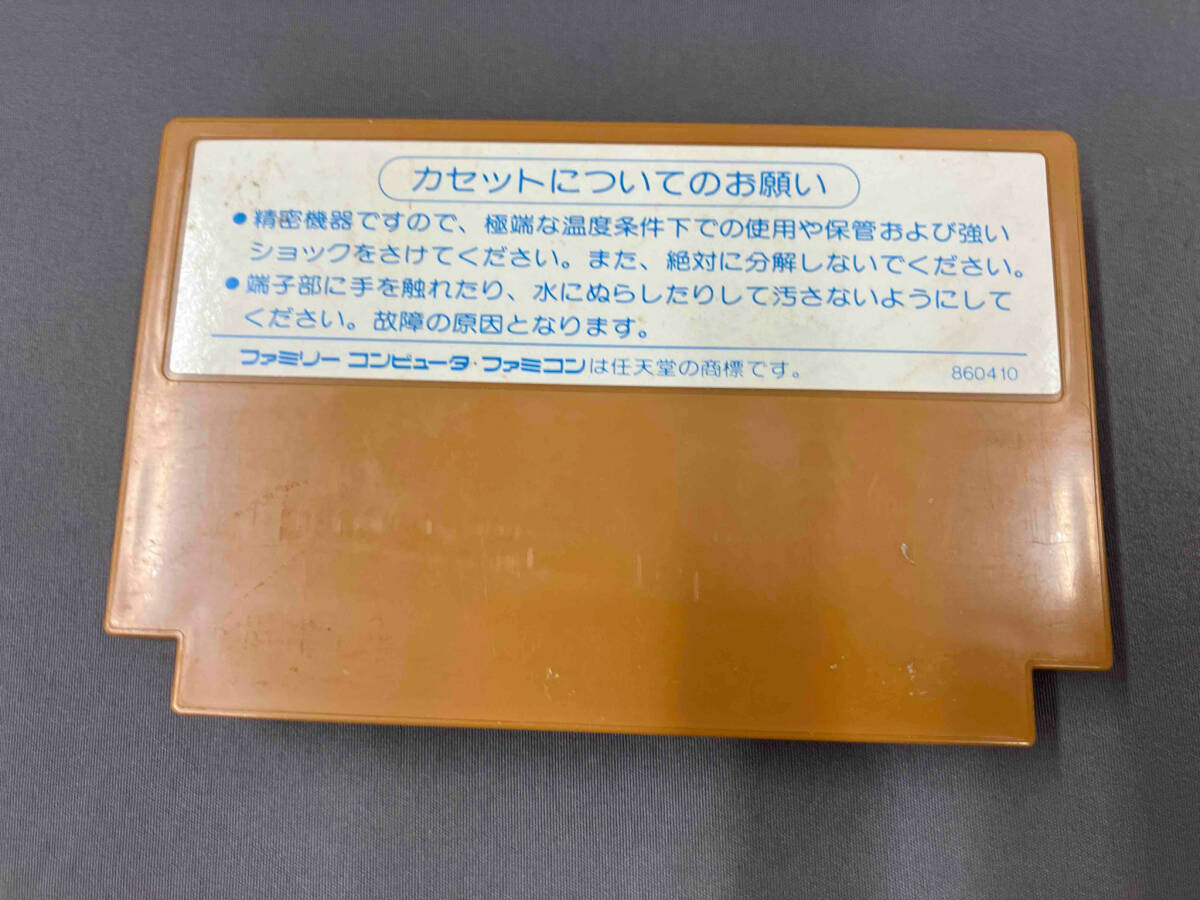 カセットについてのお願い
●精密機器ですので、極端な温度条件下での使用や保管および強い
ショックをさけてください。また、絶対に分解しないでください。
●端子部に手を触れたり、水にぬらしたりして汚さないようにして
ください。故障の原因となります。
ファミリーコンピュータ・ファミコンは任天堂の商標です。 860410